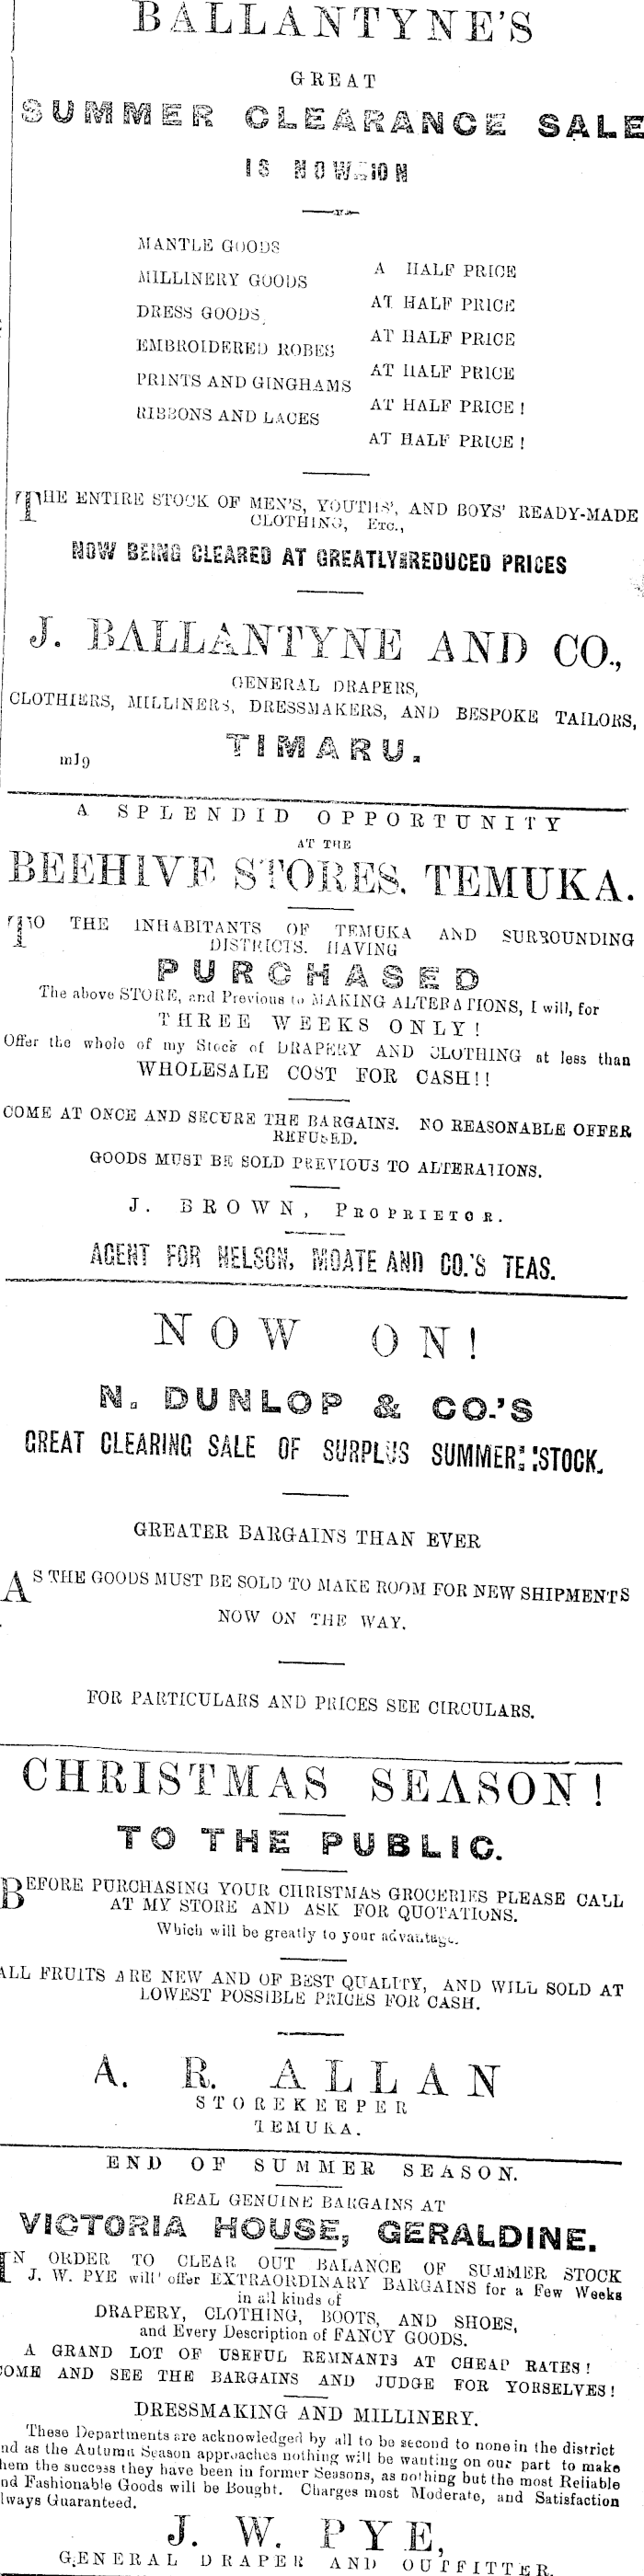 BALLANTYNE'S
GREAT
SUMMER CLEARANCE SALE
IS NOW ON
MANTLE GOODS A HALF PRICE
MILLINERY GOODS AT HALF PRICE
DRESS GOODS, AT HALF PRICE
EMBROIDERED ROBES AT HALF PRICE
PRINTS AND GINGHAMS AT HALF PRICE !
RIBBONS AND LACES AT HALF PRICE !
THE ENTIRE STOCK OF MEN'S, YOUTHS', AND BOYS' READY-MADE
CLOTHING, ETC.,
NOW BEING CLEARED AT GREATLY REDUCED PRICES
J. BALLANTYNE AND CO.,
GENERAL DRAPERS,
CLOTHIERS, MILLINERS, DRESSMAKERS, AND BESPOKE TAILORS,
TIMARU.
m19
A SPLENDID OPPORTUNITY
AT THE
BEEHIVE STORES, TEMUKA.
TO THE INHABITANTS OF TEMUKA AND SURROUNDING
DISTRICTS. HAVING
PURCHASED
The above STORE, and Previous to MAKING ALTERATIONS, I will, for
THREE WEEKS ONLY!
Offer the whole of my Stock of DRAPERY AND CLOTHING at less than
WHOLESALE COST FOR CASH!!
COME AT ONCE AND SECURE THE BARGAINS. NO REASONABLE OFFER
REFUSED.
GOODS MUST BE SOLD PREVIOUS TO ALTERATIONS.
J. BROWN, PROPRIETOR.
AGENT FOR NELSON, MOATE AND CO.'S TEAS.
NOW ON!
N. DUNLOP & CO.'S
GREAT CLEARING SALE OF SURPLUS SUMMER STOCK.
GREATER BARGAINS THAN EVER
AS THE GOODS MUST BE SOLD TO MAKE ROOM FOR NEW SHIPMENTS
NOW ON THE WAY.
FOR PARTICULARS AND PRICES SEE CIRCULARS.
CHRISTMAS SEASON!
TO THE PUBLIC.
BEFORE PURCHASING YOUR CHRISTMAS GROCERIES PLEASE CALL
AT MY STORE AND ASK FOR QUOTATIONS.
Which will be greatly to your advantage.
ALL FRUITS ARE NEW AND OF BEST QUALITY, AND WILL SOLD AT
LOWEST POSSIBLE PRICES FOR CASH.
A. R. ALLAN
STOREKEEPER
TEMUKA.
END OF SUMMER SEASON.
REAL GENUINE BARGAINS AT
VICTORIA HOUSE, GERALDINE.
IN ORDER TO CLEAR OUT BALANCE OF SUMMER STOCK
J. W. PYE will offer EXTRAORDINARY BARGAINS for a Few Weeks
in all kinds of
DRAPERY, CLOTHING, BOOTS, AND SHOES,
and Every Description of FANCY GOODS.
A GRAND LOT OF USEFUL REMNANTS AT CHEAP RATES!
COME AND SEE THE BARGAINS AND JUDGE FOR YORSELVES!
DRESSMAKING AND MILLINERY.
These Departments are acknowledged by all to be second to none in the district
and as the Autumn Season approaches nothing will be wanting on our part to make
them the success they have been in former Seasons, as nothing but the most Reliable
and Fashionable Goods will be Bought. Charges most Moderate, and Satisfaction
always Guaranteed.
J. W. PYE,
GENERAL DRAPER AND OUTFITTER.